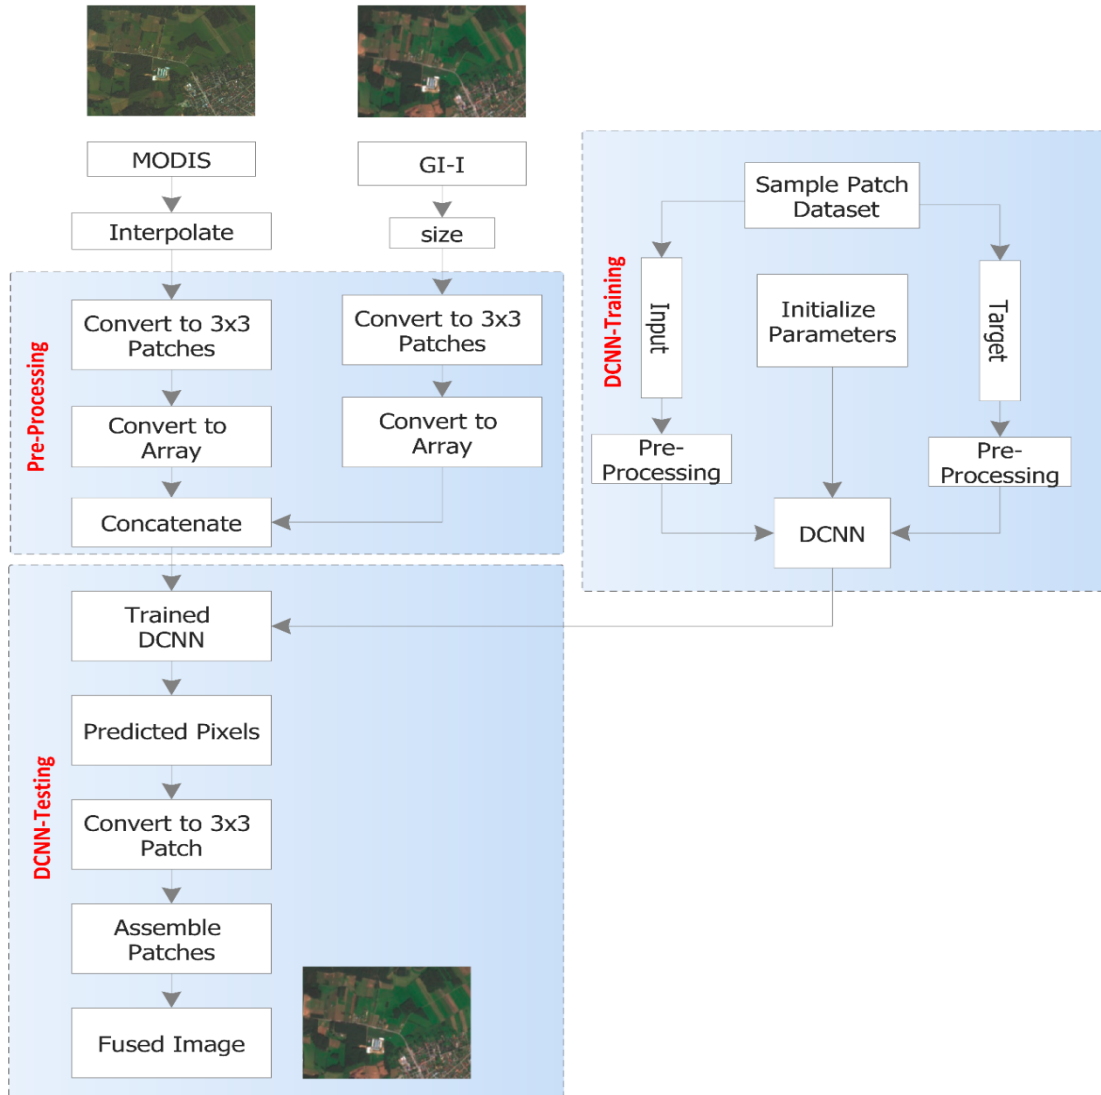 MODIS
Interpolate
GI-I
size
Pre-Processing
Convert to 3x3
Patches
Convert to
Array
Concatenate
Convert to 3x3
Patches
Convert to
Array
DCNN-Training
Sample Patch
Dataset
Input
Initialize
Parameters
Target
Pre-
Processing
Pre-
Processing
DCNN
DCNN-Testing
Trained
DCNN
Predicted Pixels
Convert to 3x3
Patch
Assemble
Patches
Fused Image